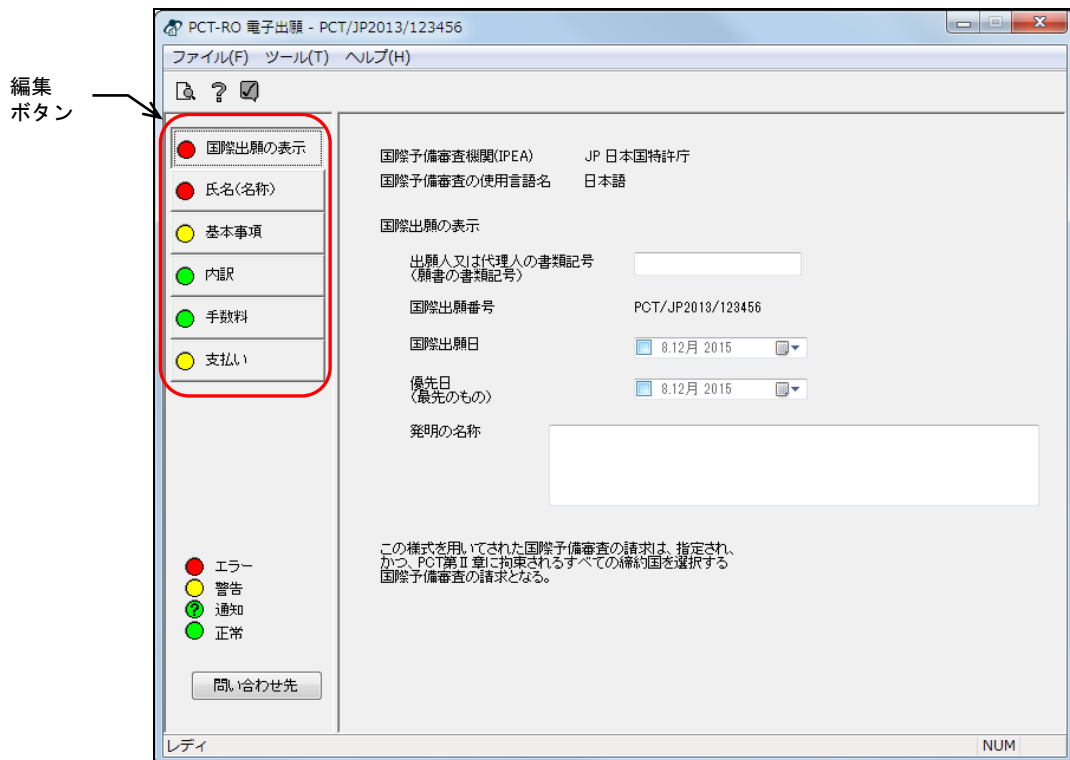 PCT-RO 電子出願 - PCT/JP2013/123456
ファイル(F) ツール(T) ヘルプ(H)
編集
ボタン
国際出願の表示
氏名(名称)
基本事項
内訳
手数料
支払い
エラー
警告
通知
正常
問い合わせ先
国際予備審査機関(IPEA) JP 日本国特許庁
国際予備審査の使用言語名 日本語
国際出願の表示
出願人又は代理人の書類記号
(願書の書類記号)
国際出願番号 PCT/JP2013/123456
国際出願日 8.12月 2015
優先日 8.12月 2015
(最先のもの)
発明の名称
この様式を用いてされた国際予備審査の請求は、指定され、
かつ、PCT第Ⅱ章に拘束されるすべての締約国を選択する
国際予備審査の請求となる。
レディ NUM